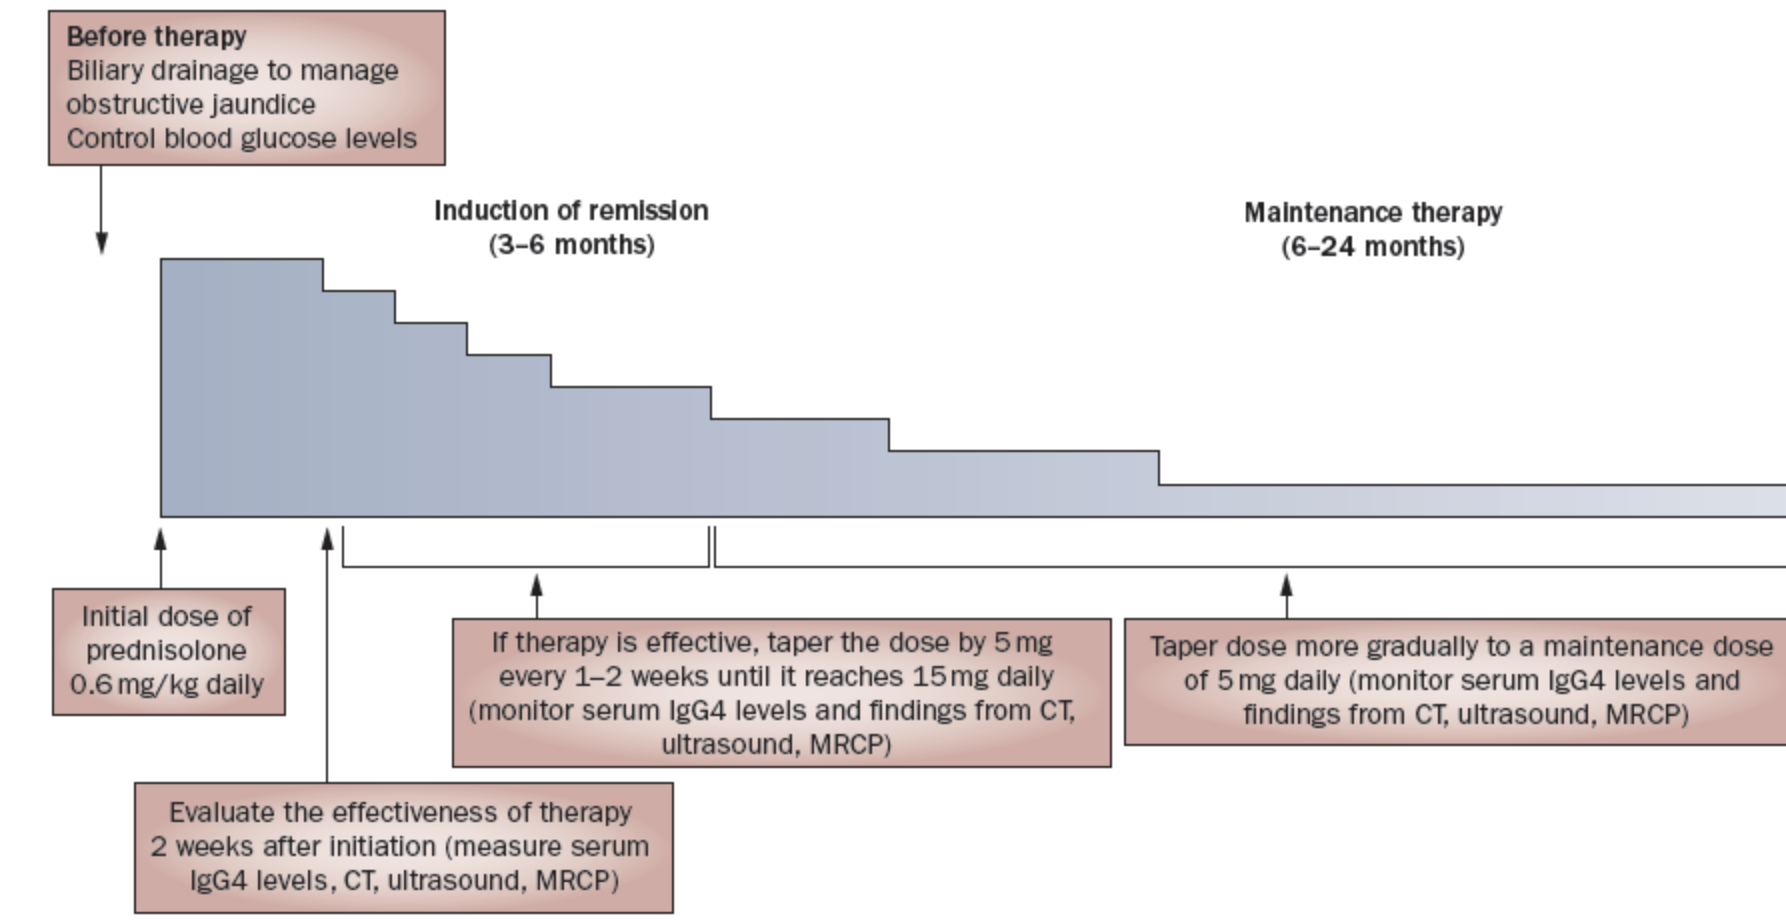 Before therapy
Biliary drainage to manage
obstructive jaundice
Control blood glucose levels
Induction of remission
(3–6 months)
Maintenance therapy
(6–24 months)
Initial dose of
prednisolone
0.6 mg/kg daily
If therapy is effective, taper the dose by 5 mg
every 1–2 weeks until it reaches 15 mg daily
(monitor serum IgG4 levels and findings from CT,
ultrasound, MRCP)
Taper dose more gradually to a maintenance dose
of 5 mg daily (monitor serum IgG4 levels and
findings from CT, ultrasound, MRCP)
Evaluate the effectiveness of therapy
2 weeks after initiation (measure serum
IgG4 levels, CT, ultrasound, MRCP)